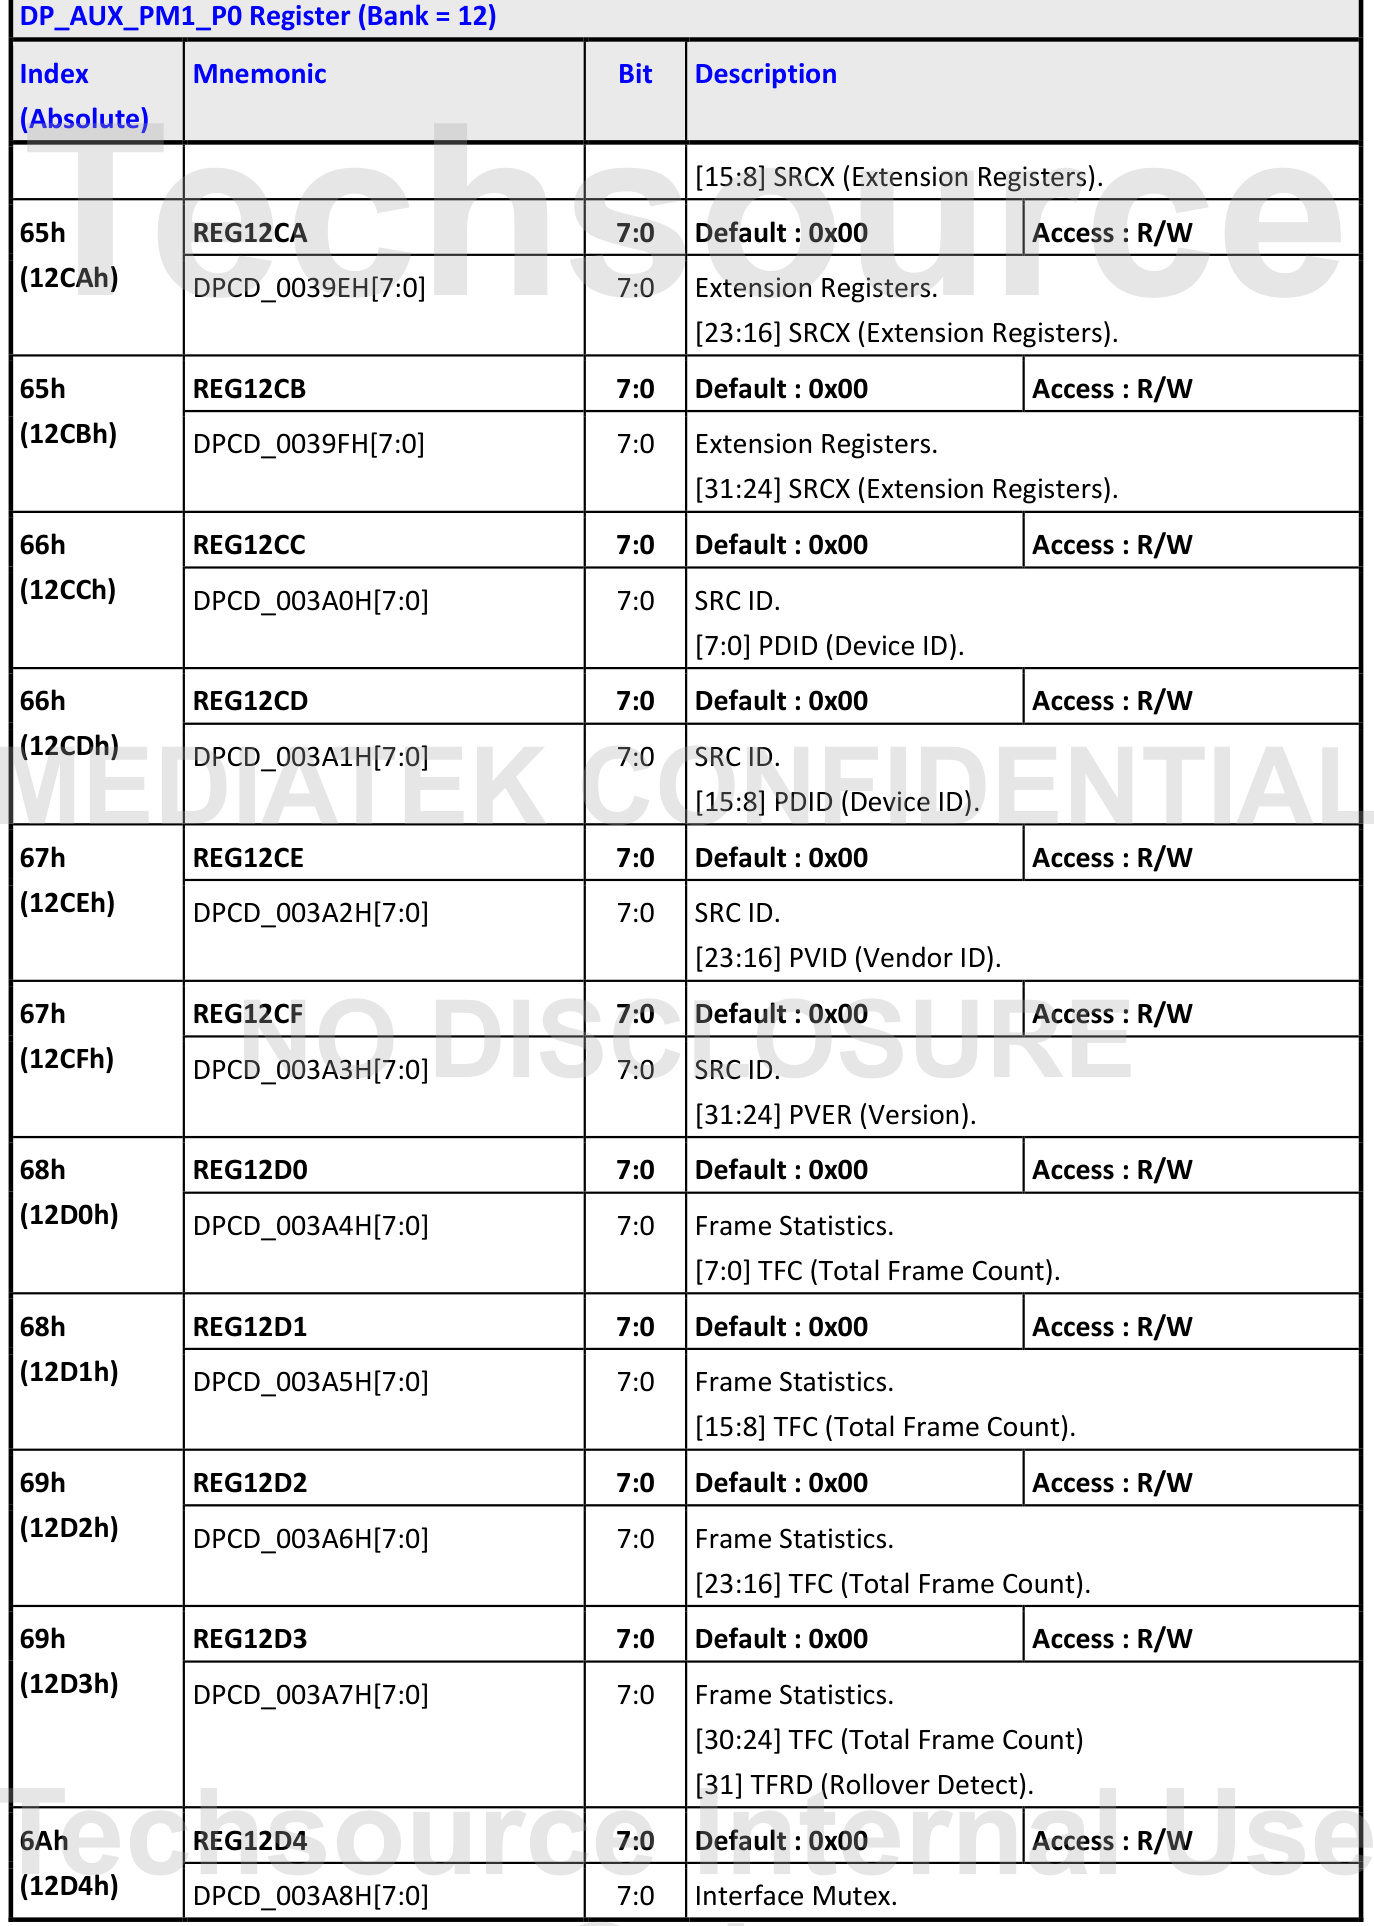 DP_AUX_PM1_P0 Register (Bank = 12)
Index (Absolute) Mnemonic Bit Description
[15:8] SRCX (Extension Registers).
65h (12CAh) REG12CA 7:0 Default : 0x00 Access : R/W
DPCD_0039EH[7:0] 7:0 Extension Registers.
[23:16] SRCX (Extension Registers).
65h (12CBh) REG12CB 7:0 Default : 0x00 Access : R/W
DPCD_0039FH[7:0] 7:0 Extension Registers.
[31:24] SRCX (Extension Registers).
66h (12CCh) REG12CC 7:0 Default : 0x00 Access : R/W
DPCD_003A0H[7:0] 7:0 SRC ID.
[7:0] PDID (Device ID).
66h (12CDh) REG12CD 7:0 Default : 0x00 Access : R/W
DPCD_003A1H[7:0] 7:0 SRC ID.
[15:8] PDID (Device ID).
67h (12CEh) REG12CE 7:0 Default : 0x00 Access : R/W
DPCD_003A2H[7:0] 7:0 SRC ID.
[23:16] PVID (Vendor ID).
67h (12CFh) REG12CF 7:0 Default : 0x00 Access : R/W
DPCD_003A3H[7:0] 7:0 SRC ID.
[31:24] PVER (Version).
68h (12D0h) REG12D0 7:0 Default : 0x00 Access : R/W
DPCD_003A4H[7:0] 7:0 Frame Statistics.
[7:0] TFC (Total Frame Count).
68h (12D1h) REG12D1 7:0 Default : 0x00 Access : R/W
DPCD_003A5H[7:0] 7:0 Frame Statistics.
[15:8] TFC (Total Frame Count).
69h (12D2h) REG12D2 7:0 Default : 0x00 Access : R/W
DPCD_003A6H[7:0] 7:0 Frame Statistics.
[23:16] TFC (Total Frame Count).
69h (12D3h) REG12D3 7:0 Default : 0x00 Access : R/W
DPCD_003A7H[7:0] 7:0 Frame Statistics.
[30:24] TFC (Total Frame Count)
[31] TFRD (Rollover Detect).
6Ah (12D4h) REG12D4 7:0 Default : 0x00 Access : R/W
DPCD_003A8H[7:0] 7:0 Interface Mutex.
Techsource
MEDIATEK CONFIDENTIAL
NO DISCLOSURE
Techsource Internal Use